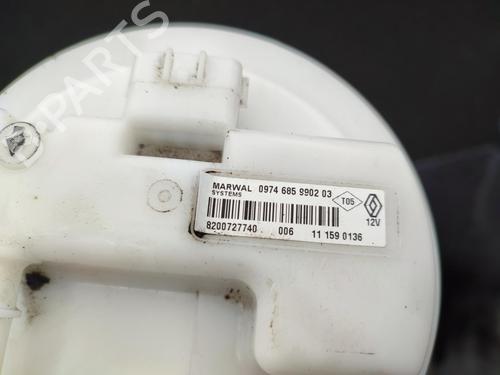 B-PARTS
MARWAL 0974 685 9902 03
SYSTEMS
T05
12V
8200727740 006 11 159 0136